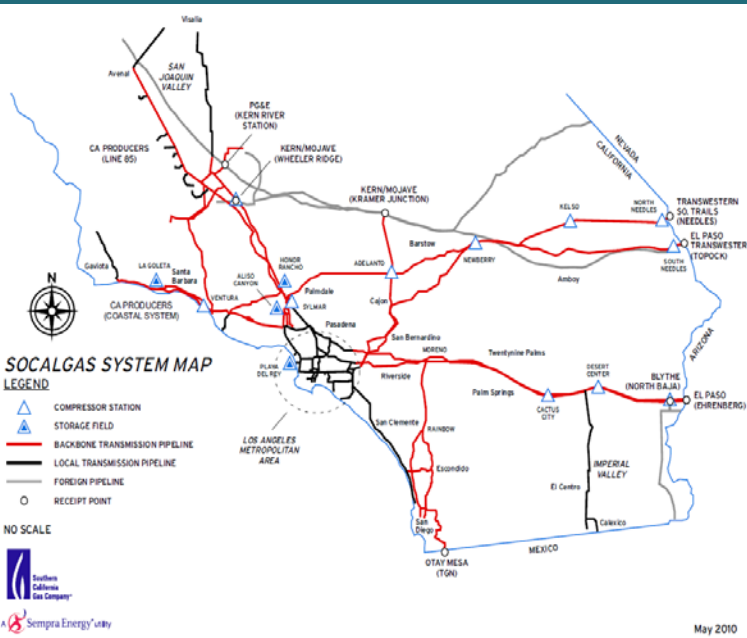 Visalia
Avenal
SAN
JOAQUIN
VALLEY
PG&E
(KERN RIVER
STATION)
CA PRODUCERS
(LINE 85)
KERN/MOJAVE
(WHEELER RIDGE)
KERN/MOJAVE
(KRAMER JUNCTION)
NEVADA
CALIFORNIA
KELSO
NORTH
NEEDLES
TRANSWESTERN
SO. TRAILS
(NEEDLES)
EL PASO
TRANSWESTER
(TOPOCK)
SOUTH
NEEDLES
Barstow
NEWBERRY
Amboy
ADELANTO
Gaviota
LA GOLETA
Santa
Barbara
HONOR
RANCHO
ALISO
CANYON
Palmdale
SYLMAR
VENTURA
CA PRODUCERS
(COASTAL SYSTEM)
Cajon
Pasadena
San Bernardino
MORENO
Twentynine Palms
ARIZONA
N
PLAYA
DEL REY
Riverside
Palm Springs
DESERT
CENTER
BLYTHE
(NORTH BAJA)
EL PASO
(EHRENBERG)
CACTUS
CITY
SOCALGAS SYSTEM MAP
LEGEND
COMPRESSOR STATION
STORAGE FIELD
BACKBONE TRANSMISSION PIPELINE
LOCAL TRANSMISSION PIPELINE
FOREIGN PIPELINE
RECEIPT POINT
NO SCALE
LOS ANGELES
METROPOLITAN
AREA
San Clemente
RAINBOW
Escondido
San
Diego
IMPERIAL
VALLEY
El Centro
Calexico
MEXICO
OTAY MESA
(TGN)
Southern
California
Gas Company
A Sempra Energy utility
May 2010